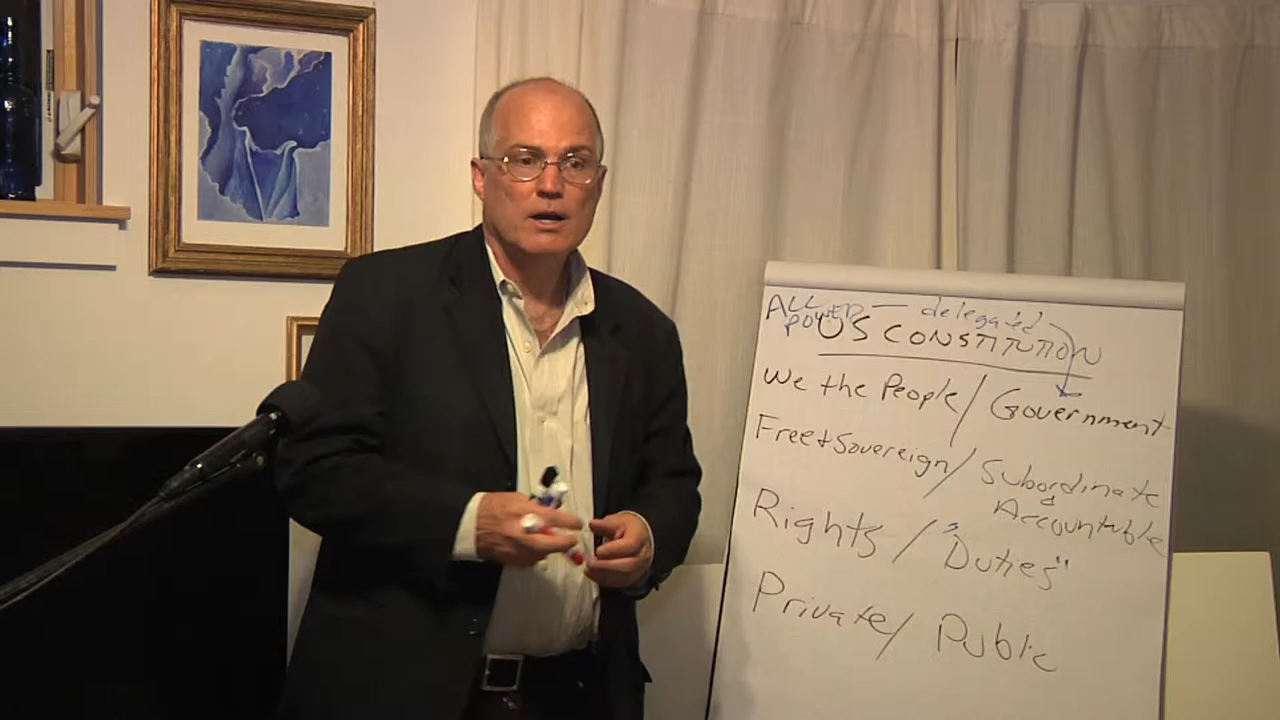 ALL — delegated
POWER
US CONSTITUTION
We the People / Government
Free & Sovereign / Subordinate
& Accountable
Rights / "Duties"
Private / Public